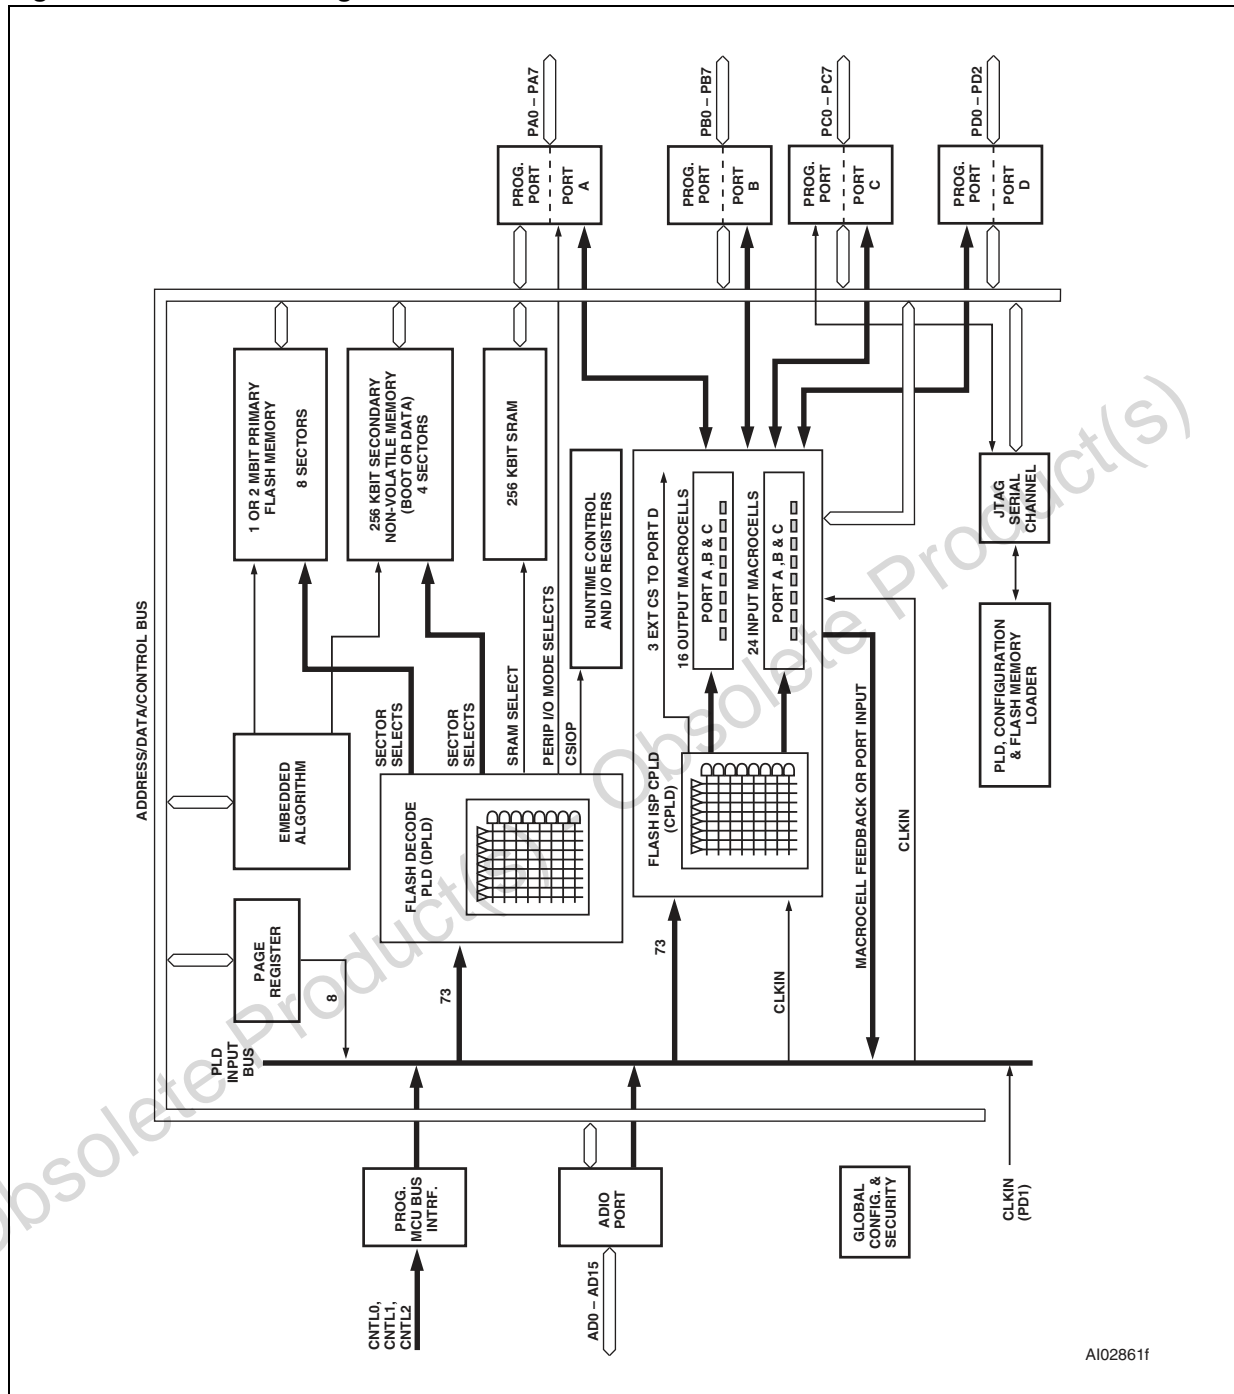 ADDRESS/DATA/CONTROL BUS
PLD
INPUT
BUS
CNTL0,
CNTL1,
CNTL2
PROG.
MCU BUS
INTRF.
AD0 – AD15
ADIO
PORT
GLOBAL
CONFIG. &
SECURITY
CLKIN
(PD1)
PAGE
REGISTER
8
EMBEDDED
ALGORITHM
1 OR 2 MBIT PRIMARY
FLASH MEMORY
8 SECTORS
256 KBIT SECONDARY
NON-VOLATILE MEMORY
(BOOT OR DATA)
4 SECTORS
256 KBIT SRAM
RUNTIME CONTROL
AND I/O REGISTERS
SECTOR
SELECTS
SECTOR
SELECTS
SRAM SELECT
PERIP I/O MODE SELECTS
CSIOP
FLASH DECODE
PLD (DPLD)
73
FLASH ISP CPLD
(CPLD)
73
CLKIN
3 EXT CS TO PORT D
16 OUTPUT MACROCELLS
PORT A ,B & C
24 INPUT MACROCELLS
PORT A ,B & C
MACROCELL FEEDBACK OR PORT INPUT
CLKIN
PROG.
PORT
PORT
A
PA0 – PA7
PROG.
PORT
PORT
B
PB0 – PB7
PROG.
PORT
PORT
C
PC0 – PC7
PROG.
PORT
PORT
D
PD0 – PD2
JTAG
SERIAL
CHANNEL
PLD, CONFIGURATION
& FLASH MEMORY
LOADER
AI02861f
Obsolete Product(s) - Obsolete Product(s)